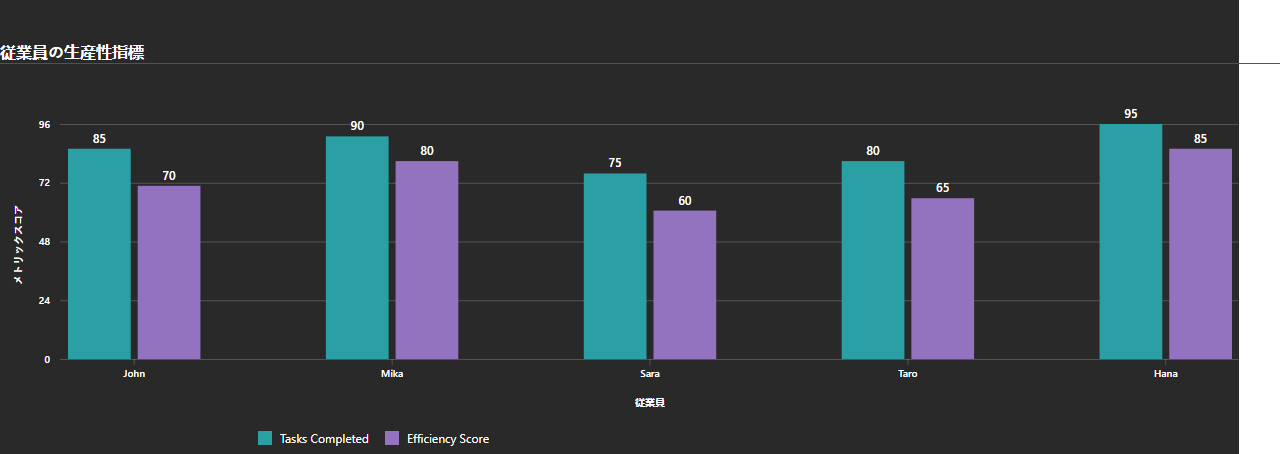 従業員の生産性指標
メトリックスコア
96
72
48
24
0
85
70
90
80
75
60
80
65
95
85
John
Mika
Sara
Taro
Hana
従業員
Tasks Completed
Efficiency Score